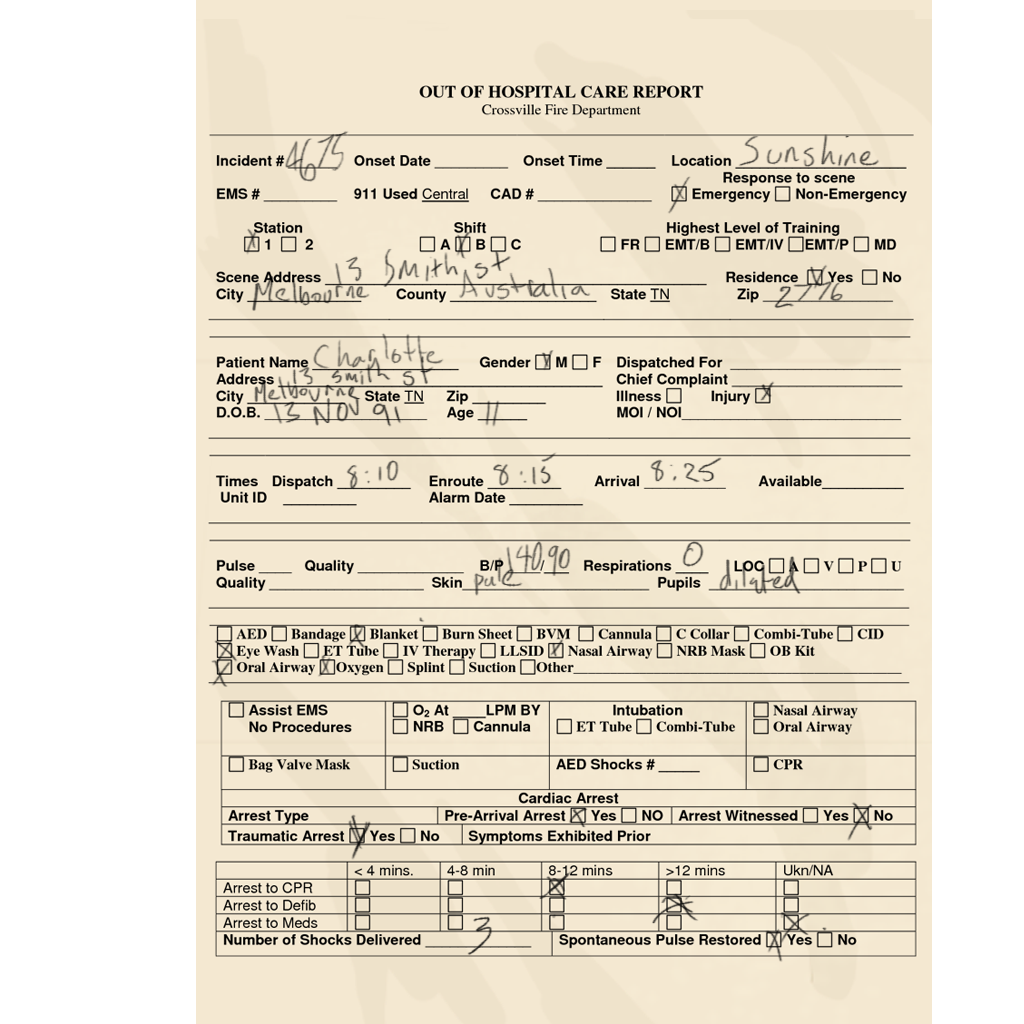 OUT OF HOSPITAL CARE REPORT
Crossville Fire Department
Incident # 4675 Onset Date ________ Onset Time ______ Location Sunshine
Response to scene
EMS # ________ 911 Used Central CAD # ____________ ☒ Emergency ☐ Non-Emergency
Station Shift Highest Level of Training
☒ 1 ☐ 2 ☐ A ☒ B ☐ C ☐ FR ☐ EMT/B ☐ EMT/IV ☐ EMT/P ☐ MD
Scene Address 13 Smith st Residence ☒ Yes ☐ No
City Melbourne County Australia State TN Zip 2776
Patient Name Charlotte Gender ☒ M ☐ F Dispatched For ____________
Address 13 smith st Chief Complaint ____________
City Melbourne State TN Zip ________ Illness ☐ Injury ☒
D.O.B. 13 NOV 91 Age 11 MOI / NOI ____________
Times Dispatch 8:10 Enroute 8:15 Arrival 8:25 Available ________
Unit ID ________ Alarm Date ________
Pulse ____ Quality ____________ B/P 140/90 Respirations 0 LOC ☐ A ☐ V ☐ P ☐ U
Quality ____________ Skin pale Pupils dilated
☐ AED ☐ Bandage ☒ Blanket ☐ Burn Sheet ☐ BVM ☐ Cannula ☐ C Collar ☐ Combi-Tube ☐ CID
☒ Eye Wash ☐ ET Tube ☐ IV Therapy ☐ LLSID ☒ Nasal Airway ☐ NRB Mask ☐ OB Kit
☒ Oral Airway ☒ Oxygen ☐ Splint ☐ Suction ☐ Other ____________
☐ Assist EMS ☐ O₂ At ____ LPM BY Intubation ☐ Nasal Airway
No Procedures ☐ NRB ☐ Cannula ☐ ET Tube ☐ Combi-Tube ☐ Oral Airway
☐ Bag Valve Mask ☐ Suction AED Shocks # _____ ☐ CPR
Cardiac Arrest
Arrest Type Pre-Arrival Arrest ☒ Yes ☐ NO Arrest Witnessed ☐ Yes ☒ No
Traumatic Arrest ☒ Yes ☐ No Symptoms Exhibited Prior
< 4 mins. 4-8 min 8-12 mins >12 mins Ukn/NA
Arrest to CPR ☐ ☐ ☒ ☐ ☐
Arrest to Defib ☐ ☐ ☐ ☒ ☐
Arrest to Meds ☐ ☐ ☐ ☐ ☒
Number of Shocks Delivered 3 Spontaneous Pulse Restored ☒ Yes ☐ No